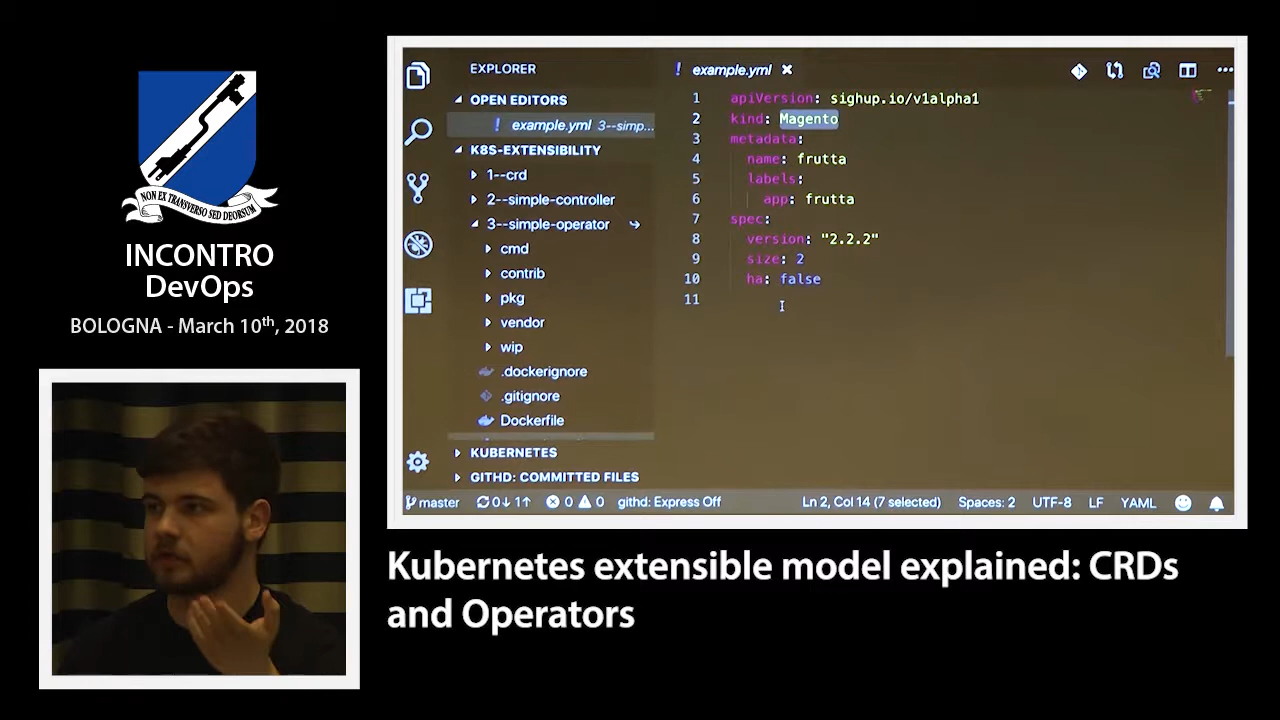 NON EX TRANSVERSO SED DEORSUM
INCONTRO
DevOps
BOLOGNA - March 10th, 2018
EXPLORER
OPEN EDITORS
! example.yml 3--simp...
K8S-EXTENSIBILITY
1--crd
2--simple-controller
3--simple-operator
cmd
contrib
pkg
vendor
wip
.dockerignore
.gitignore
Dockerfile
KUBERNETES
GITHD: COMMITTED FILES
! example.yml ×
...
1 apiVersion: sighup.io/v1alpha1
2 kind: Magento
3 metadata:
4 name: frutta
5 labels:
6 app: frutta
7 spec:
8 version: "2.2.2"
9 size: 2
10 ha: false
11
master 0↓ 1↑ 0 0 githd: Express Off Ln 2, Col 14 (7 selected) Spaces: 2 UTF-8 LF YAML
Kubernetes extensible model explained: CRDs
and Operators